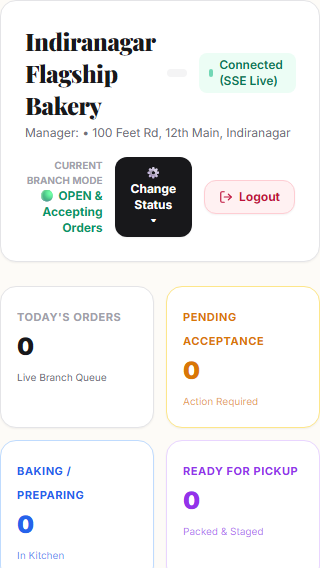 Indiranagar
Flagship
Bakery
Connected
(SSE Live)
Manager: • 100 Feet Rd, 12th Main, Indiranagar
CURRENT
BRANCH MODE
OPEN &
Accepting
Orders
Change
Status
Logout
TODAY'S ORDERS
0
Live Branch Queue
PENDING
ACCEPTANCE
0
Action Required
BAKING /
PREPARING
0
In Kitchen
READY FOR PICKUP
0
Packed & Staged